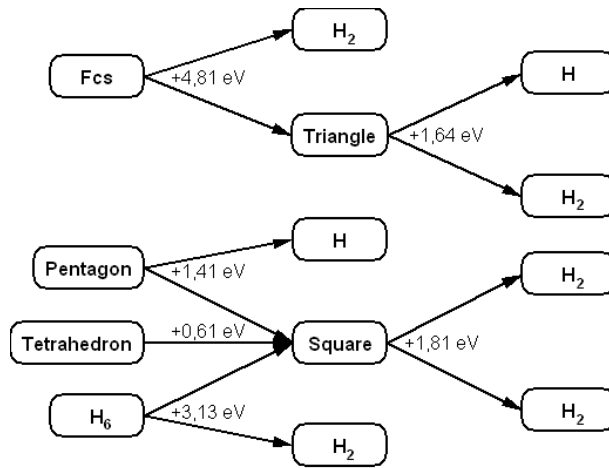 H₂
Fcs
+4,81 eV
H
Triangle
+1,64 eV
H₂
H
Pentagon
+1,41 eV
H₂
Tetrahedron
+0,61 eV
Square
+1,81 eV
H₆
+3,13 eV
H₂
H₂